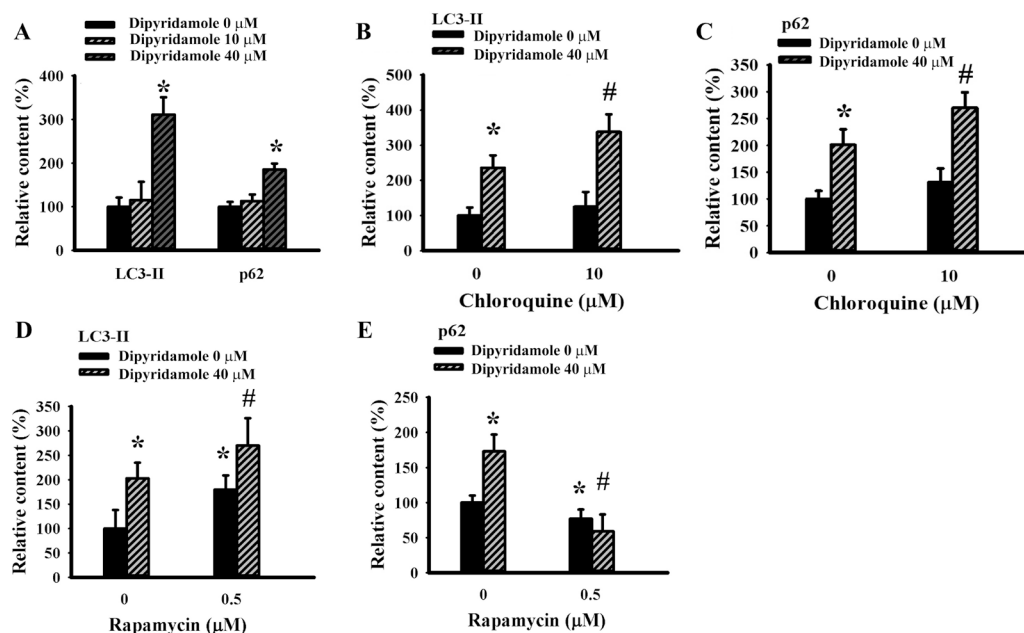 A
Dipyridamole 0 μM
Dipyridamole 10 μM
Dipyridamole 40 μM
Relative content (%)
400
300
200
100
0
*
*
LC3-II
p62
B
LC3-II
Dipyridamole 0 μM
Dipyridamole 40 μM
Relative content (%)
500
400
300
200
100
0
*
#
0
10
Chloroquine (μM)
C
p62
Dipyridamole 0 μM
Dipyridamole 40 μM
Relative content (%)
350
300
250
200
150
100
50
0
*
#
0
10
Chloroquine (μM)
D
LC3-II
Dipyridamole 0 μM
Dipyridamole 40 μM
Relative content (%)
350
300
250
200
150
100
50
0
*
*
#
0
0.5
Rapamycin (μM)
E
p62
Dipyridamole 0 μM
Dipyridamole 40 μM
Relative content (%)
250
200
150
100
50
0
*
*
#
0
0.5
Rapamycin (μM)